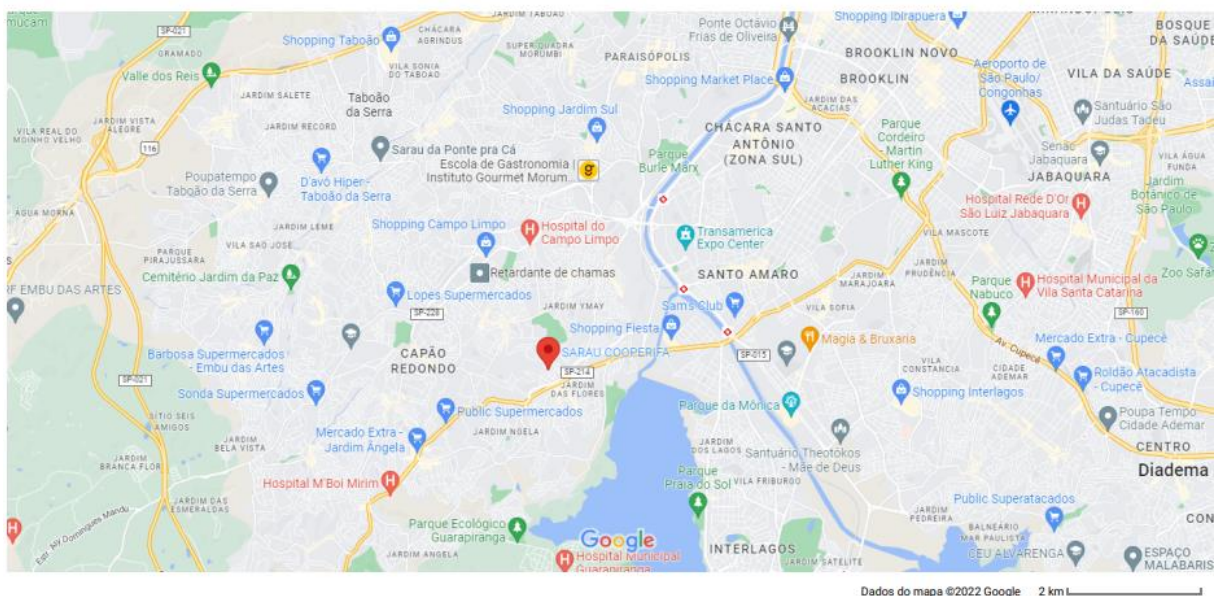 JARDIM TABOÃO
Ponte Octávio
Frias de Oliveira
Shopping Ibirapuera
BOSQUE
DA SAÚDE
SP-021
GRAMADO
Shopping Taboão
CHÁCARA
AGRINDUS
SUPER QUADRA
MORUMBI
PARAISÓPOLIS
BROOKLIN NOVO
Valle dos Reis
VILA SONIA
DO TABOAO
Shopping Market Place
BROOKLIN
Aeroporto de
São Paulo/
Congonhas
VILA DA SAÚDE
Assai
JARDIM SALETE
Taboão
da Serra
Shopping Jardim Sul
JARDIM DAS
ACACIAS
Santuário São
Judas Tadeu
VILA REAL DO
MOINHO VELHO
JARDIM VISTA
ALEGRE
JARDIM RECORD
CHÁCARA SANTO
ANTÔNIO
(ZONA SUL)
Parque
Cordeiro
- Martin
Luther King
116
Sarau da Ponte pra Cá
Escola de Gastronomia |
Instituto Gourmet Morum...
Parque
Burle Marx
Senac
Jabaquara
JABAQUARA
VILA ÁGUA
FUNDA
Poupatempo
Taboão da Serra
D'avó Hiper -
Taboão da Serra
Jardim
Botânico de
São Paulo
Hospital Rede D'Or
São Luiz Jabaquara
AGUA MORNA
JARDIM LEME
Shopping Campo Limpo
Hospital do
Campo Limpo
Transamerica
Expo Center
VILA MASCOTE
PARQUE
PIRAJUSSARA
VILA SAO JOSE
Cemitério Jardim da Paz
Retardante de chamas
SANTO AMARO
JARDIM
MARAJOARA
JARDIM
PRUDÊNCIA
Zoo Safari
RF EMBU DAS ARTES
Lopes Supermercados
JARDIM YMAY
Sam's Club
VILA SOFIA
Parque
Nabuco
Hospital Municipal da
Vila Santa Catarina
SP-228
Shopping Fiesta
SP-160
Barbosa Supermercados
- Embu das Artes
CAPÃO
REDONDO
SARAU COOPERIFA
SP-015
Magia & Bruxaria
Av. Cupecê
Mercado Extra - Cupecê
SP-021
SP-214
VILA
CONSTANCIA
CIDADE
ADEMAR
Roldão Atacadista
- Cupecê
Sonda Supermercados
JARDIM
DAS FLORES
Shopping Interlagos
SITIO SEIS
AMIGOS
Public Supermercados
Parque da Mônica
Poupa Tempo
Cidade Ademar
JARDIM
BELA VISTA
Mercado Extra -
Jardim Ângela
JARDIM NGELA
JARDIM
DOS LAGOS
Santuário Theotokos
- Mãe de Deus
CENTRO
JARDIM
BRANCA FLOR
Diadema
Hospital M'Boi Mirim
Parque
Praia do Sol
VILA FRIBURGO
JARDIM DAS
ESMERALDAS
Public Superatacados
Estr. Aly Domingues Mandu
Parque Ecológico
Guarapiranga
JARDIM
PEDREIRA
BALNEÁRIO
MAR PAULISTA
CON
Google
JARDIM ANGELA
Hospital Municipal
Guarapiranga
INTERLAGOS
JARDIM SATELITE
CEU ALVARENGA
ESPAÇO
MALABARIS
Dados do mapa ©2022 Google 2 km